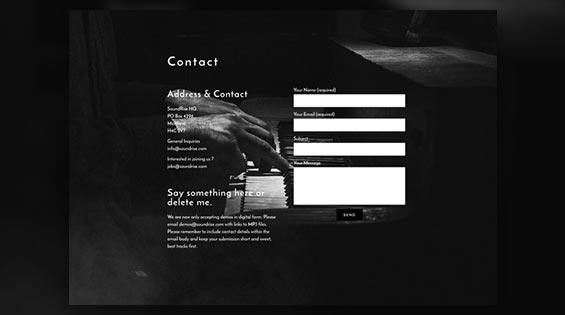 Contact
Address & Contact
SoundRise HQ.
PO Box 4296
H4C 2V7
General Inquiries
info@soundrise.com
Interested in joining us ?
jobs@soundrise.com
Say something here or
delete me.
We are now only accepting demos in digital form. Please
email demos@soundrise.com with links to MP3 files.
Please remember to include contact details within the
email body and keep your submission short and sweet,
best tracks first.
Your Name (required)
Your Email (required)
Subject
Your Message
SEND